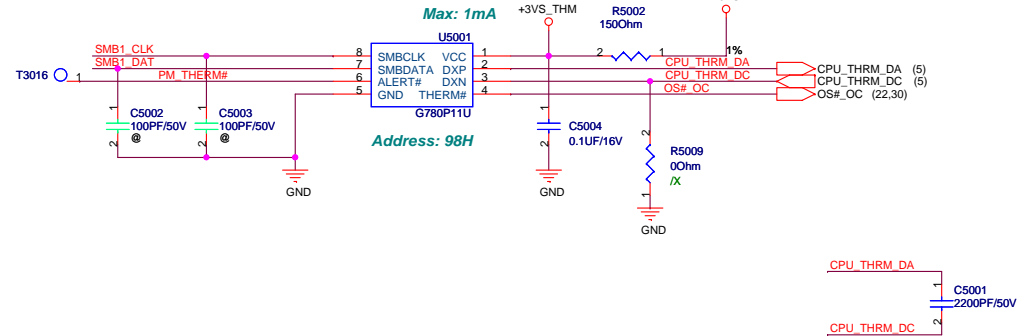 Max: 1mA
+3VS_THM
R5002
150Ohm
1%
U5001
SMB1_CLK
8 SMBCLK VCC 1
2 1
SMB1_DAT
7 SMBDATA DXP 2
CPU_THRM_DA
CPU_THRM_DA (5)
T3016
1
PM_THERM#
6 ALERT# DXN 3
CPU_THRM_DC
CPU_THRM_DC (5)
5 GND THERM# 4
OS#_OC
OS#_OC (22,30)
G780P11U
1
C5002
100PF/50V
@
2
1
C5003
100PF/50V
@
2
Address: 98H
1
C5004
0.1UF/16V
2
2
R5009
0Ohm
/X
1
GND
GND
GND
CPU_THRM_DA
1
C5001
2200PF/50V
2
CPU_THRM_DC